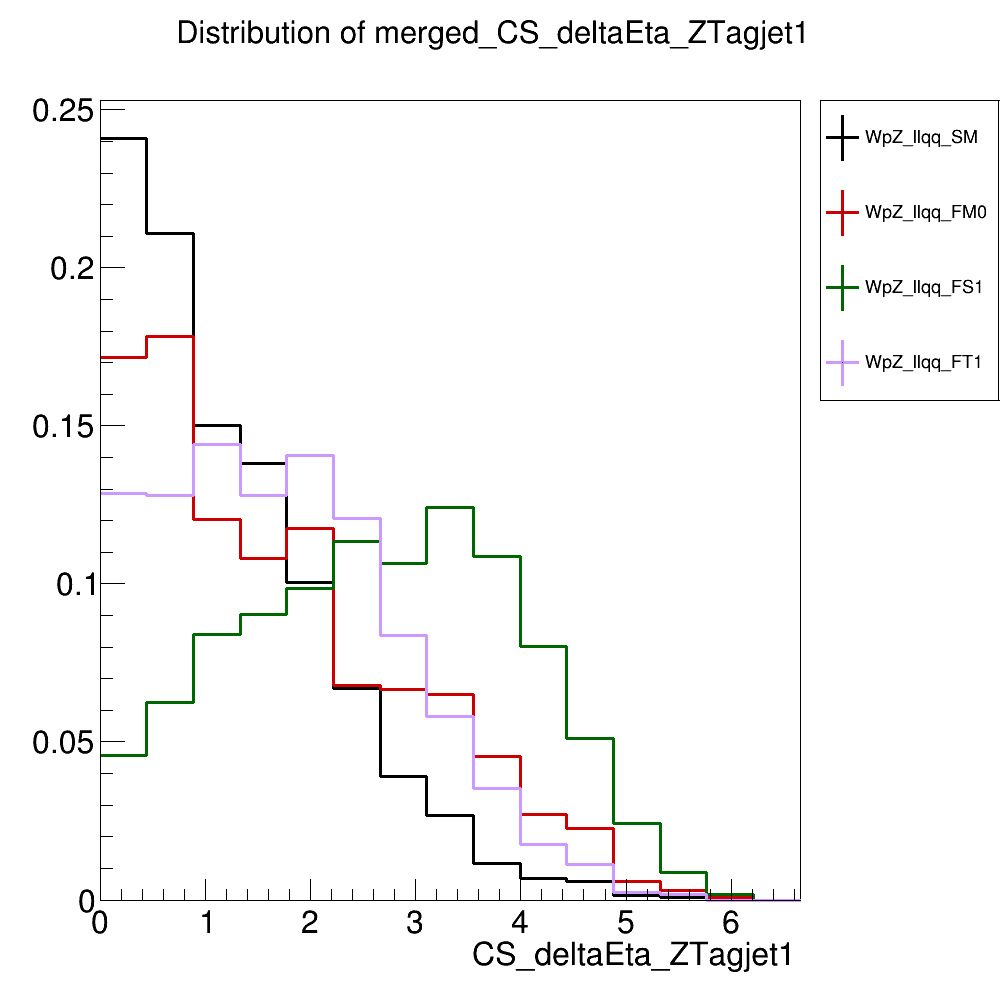 Distribution of merged_CS_deltaEta_ZTagjet1
0.25
0.2
0.15
0.1
0.05
0
0 1 2 3 4 5 6
CS_deltaEta_ZTagjet1
WpZ_llqq_SM
WpZ_llqq_FM0
WpZ_llqq_FS1
WpZ_llqq_FT1